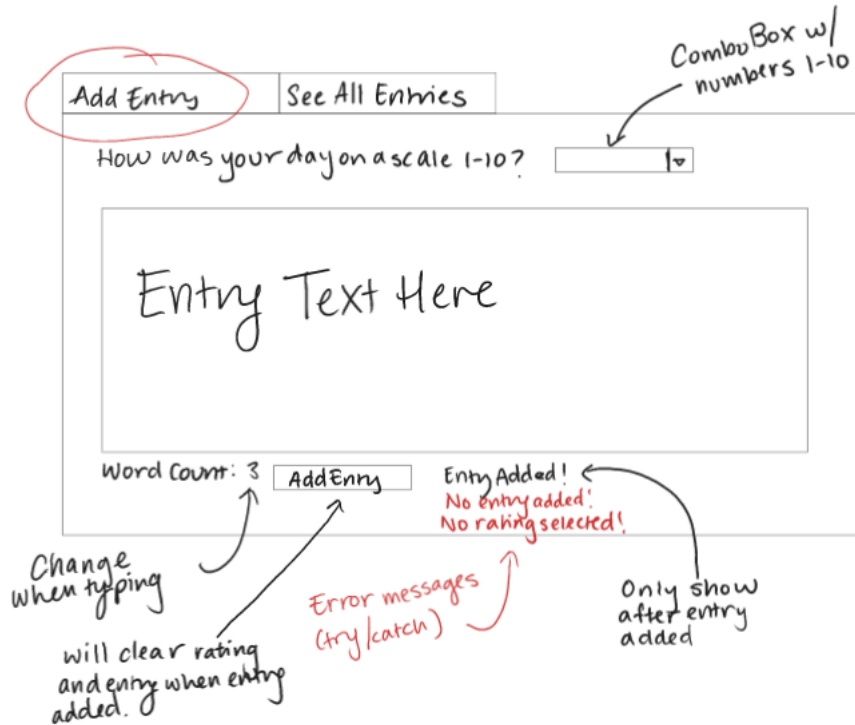 ComboBox w/
numbers 1-10
Add Entry
See All Entries
How was your day on a scale 1-10?
Entry Text Here
Word Count: 3
Add Entry
Entry Added!
No entry added!
No rating selected!
Change
when typing
will clear rating
and entry when entry
added.
Error messages
(try/catch)
Only show
after entry
added